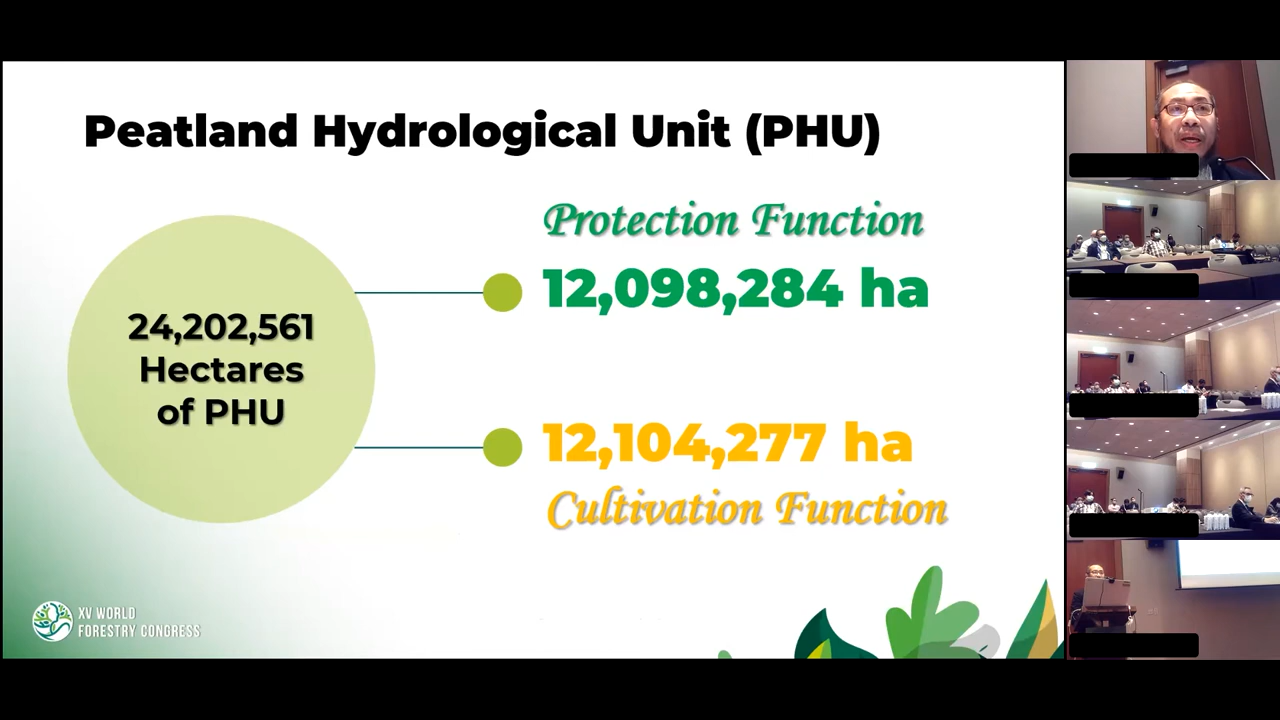 Peatland Hydrological Unit (PHU)
24,202,561
Hectares
of PHU
Protection Function
12,098,284 ha
12,104,277 ha
Cultivation Function
XV WORLD
FORESTRY CONGRESS